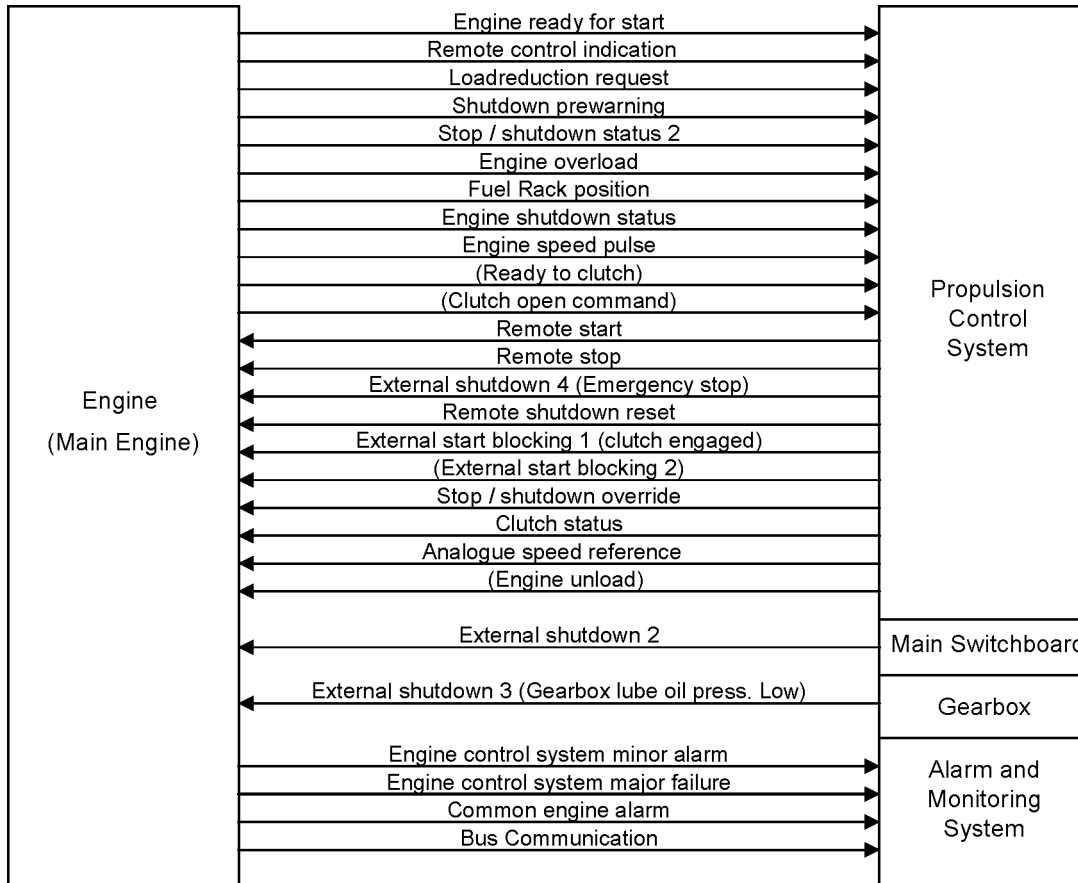 Engine ready for start
Remote control indication
Loadreduction request
Shutdown prewarning
Stop / shutdown status 2
Engine overload
Fuel Rack position
Engine shutdown status
Engine speed pulse
(Ready to clutch)
(Clutch open command)
Remote start
Remote stop
External shutdown 4 (Emergency stop)
Remote shutdown reset
External start blocking 1 (clutch engaged)
(External start blocking 2)
Stop / shutdown override
Clutch status
Analogue speed reference
(Engine unload)
External shutdown 2
External shutdown 3 (Gearbox lube oil press. Low)
Engine control system minor alarm
Engine control system major failure
Common engine alarm
Bus Communication
Engine
(Main Engine)
Propulsion
Control
System
Main Switchboard
Gearbox
Alarm and
Monitoring
System